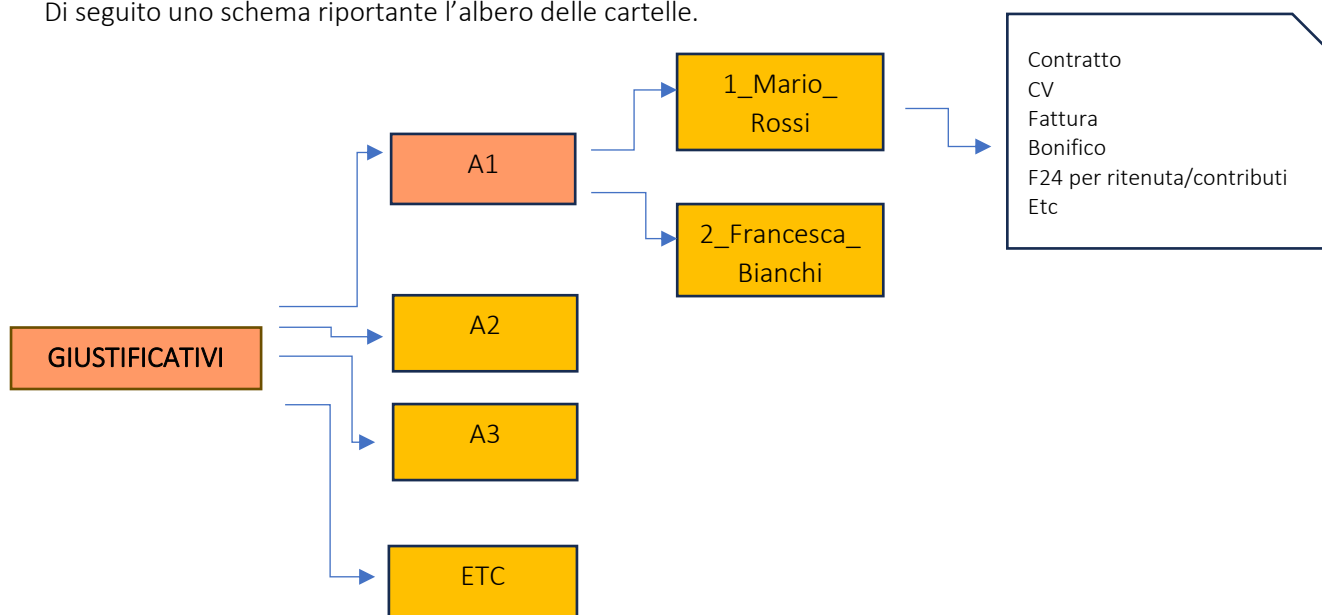 Di seguito uno schema riportante l’albero delle cartelle.
GIUSTIFICATIVI
A1
A2
A3
ETC
1_Mario_
Rossi
2_Francesca_
Bianchi
Contratto
CV
Fattura
Bonifico
F24 per ritenuta/contributi
Etc